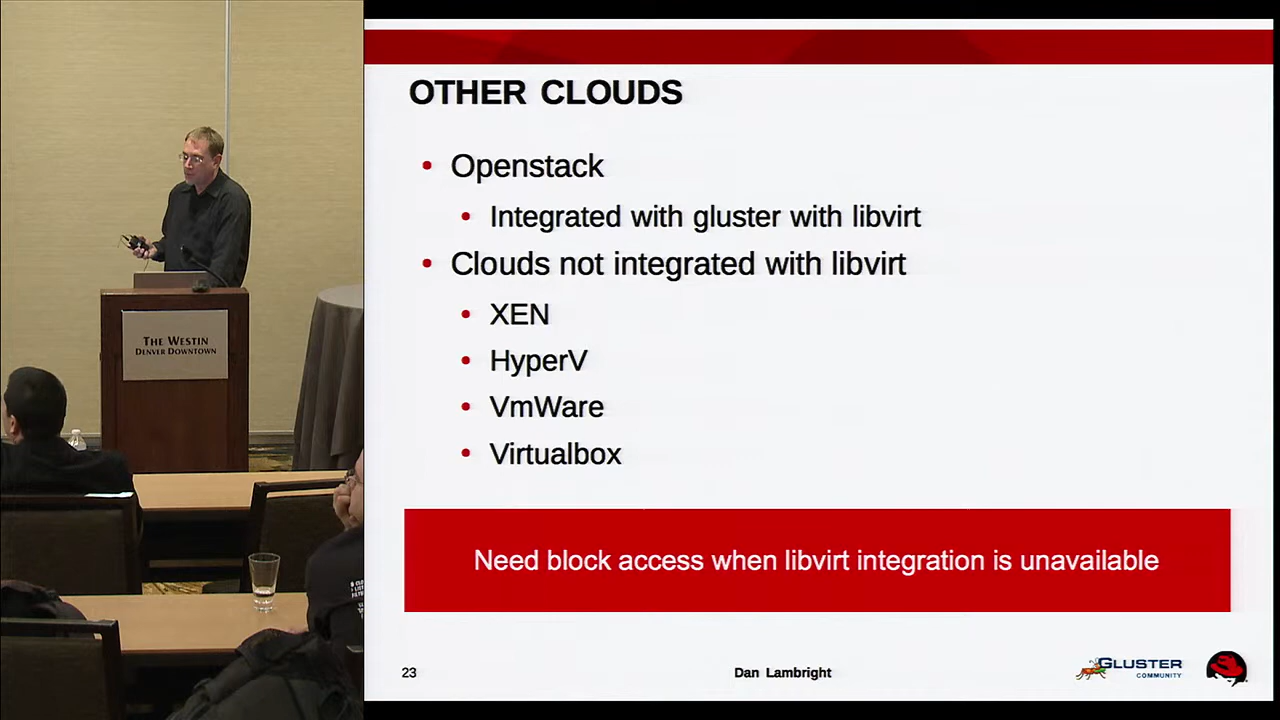 THE WESTIN
DENVER DOWNTOWN
OTHER CLOUDS
• Openstack
• Integrated with gluster with libvirt
• Clouds not integrated with libvirt
• XEN
• HyperV
• VmWare
• Virtualbox
Need block access when libvirt integration is unavailable
23
Dan Lambright
GLUSTER
COMMUNITY